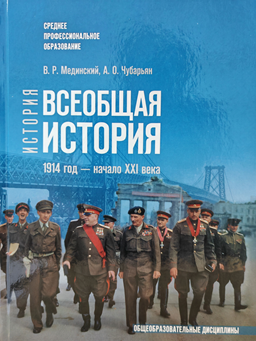 СРЕДНЕЕ
ПРОФЕССИОНАЛЬНОЕ
ОБРАЗОВАНИЕ
В. Р. Мединский, А. О. Чубарьян
ИСТОРИЯ
ВСЕОБЩАЯ
ИСТОРИЯ
1914 год — начало XXI века
ОБЩЕОБРАЗОВАТЕЛЬНЫЕ ДИСЦИПЛИНЫ